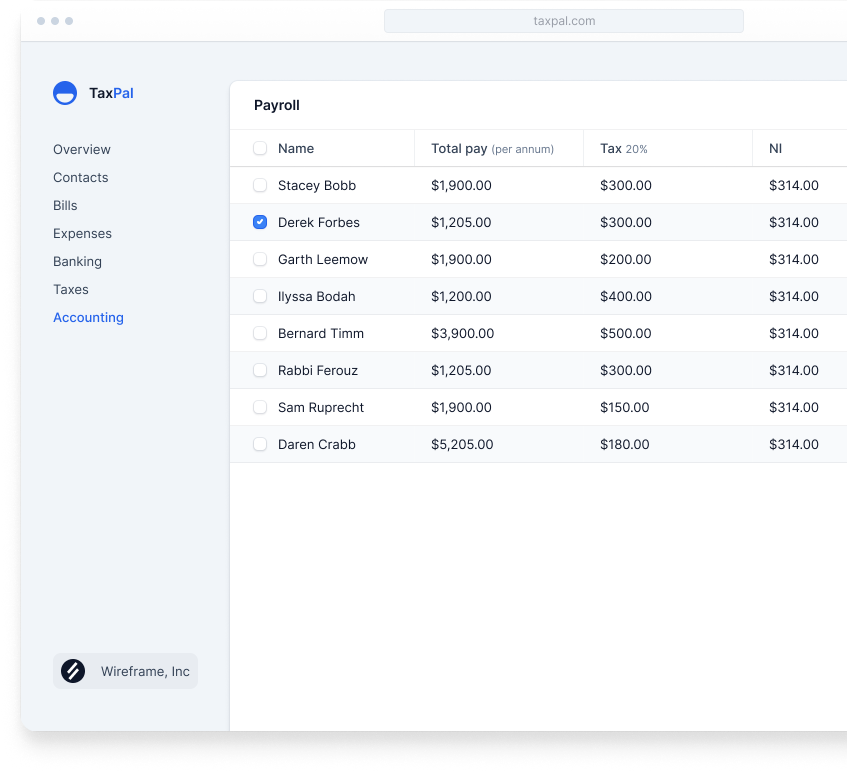 taxpal.com
TaxPal
Overview
Contacts
Bills
Expenses
Banking
Taxes
Accounting
Wireframe, Inc
Payroll
Name Total pay (per annum) Tax 20% NI
Stacey Bobb $1,900.00 $300.00 $314.00
Derek Forbes $1,205.00 $300.00 $314.00
Garth Leemow $1,900.00 $200.00 $314.00
Ilyssa Bodah $1,200.00 $400.00 $314.00
Bernard Timm $3,900.00 $500.00 $314.00
Rabbi Ferouz $1,205.00 $300.00 $314.00
Sam Ruprecht $1,900.00 $150.00 $314.00
Daren Crabb $5,205.00 $180.00 $314.00